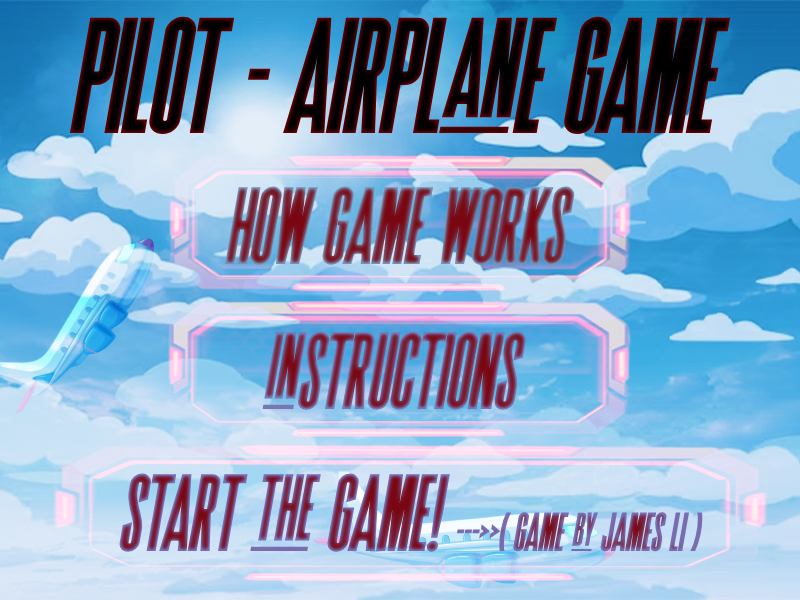 PILOT - AIRPLANE GAME
HOW GAME WORKS
INSTRUCTIONS
START THE GAME! --->>( GAME BY JAMES LI )